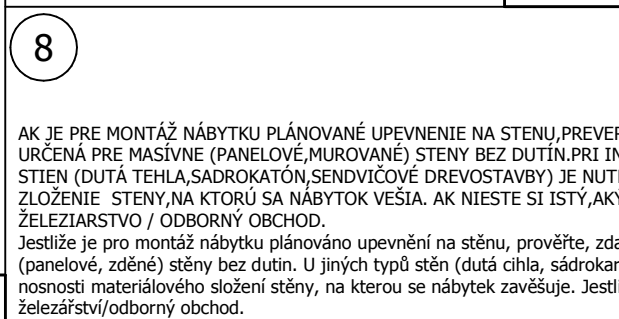 8
AK JE PRE MONTÁŽ NÁBYTKU PLÁNOVANÉ UPEVNENIE NA STENU,PREVER
URČENÁ PRE MASÍVNE (PANELOVÉ,MUROVANÉ) STENY BEZ DUTÍN.PRI IN
STIEN (DUTÁ TEHLA,SADROKATÓN,SENDVIČOVÉ DREVOSTAVBY) JE NUT
ZLOŽENIE STENY,NA KTORÚ SA NÁBYTOK VEŠIA. AK NIESTE SI ISTÝ,AKÝ
ŽELEZIARSTVO / ODBORNÝ OBCHOD.
Jestliže je pro montáž nábytku plánováno upevnění na stěnu, prověřte, zda
(panelové, zděné) stěny bez dutin. U jiných typů stěn (dutá cihla, sádrokar
nosnosti materiálového složení stěny, na kterou se nábytek zavěšuje. Jestli
železářství/odborný obchod.